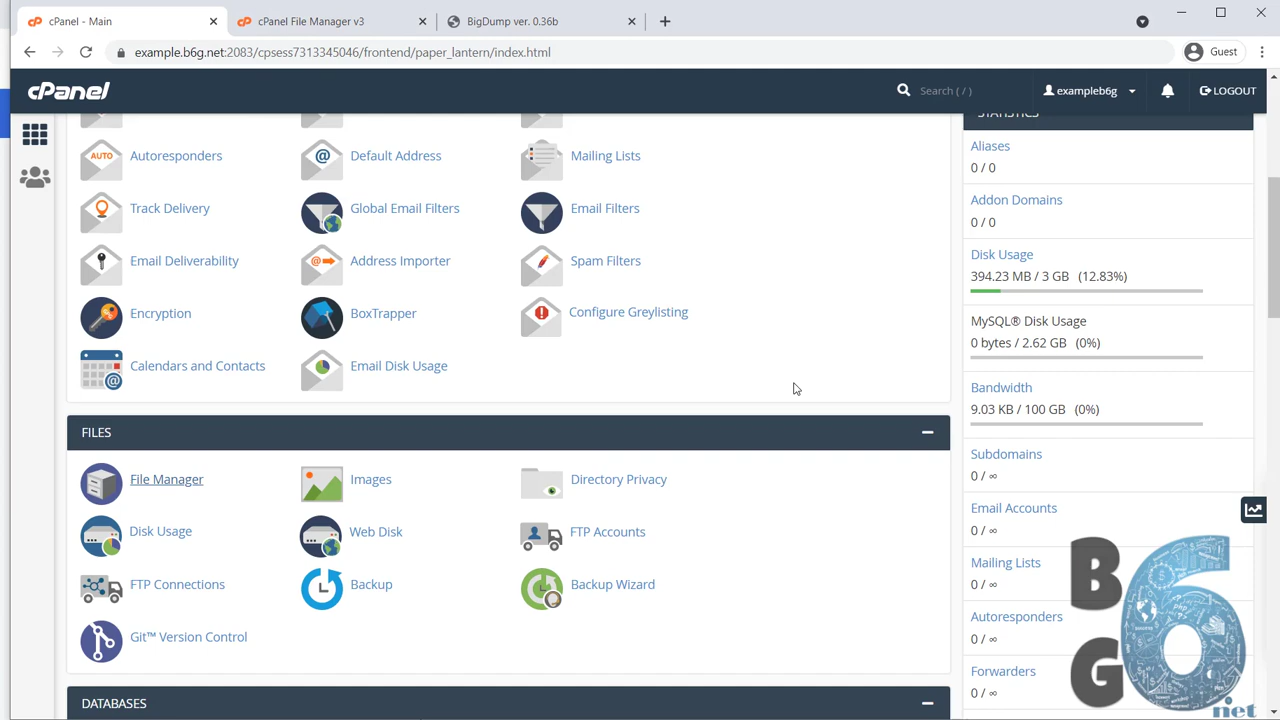 cPanel - Main
cPanel File Manager v3
BigDump ver. 0.36b
example.b6g.net:2083/cpsess7313345046/frontend/paper_lantern/index.html
Guest
cPanel
Search ( / )
exampleb6g
LOGOUT
AUTO
Autoresponders
Default Address
Mailing Lists
Track Delivery
Global Email Filters
Email Filters
Email Deliverability
Address Importer
Spam Filters
Encryption
BoxTrapper
Configure Greylisting
Calendars and Contacts
Email Disk Usage
FILES
File Manager
Images
Directory Privacy
Disk Usage
Web Disk
FTP Accounts
FTP Connections
Backup
Backup Wizard
Git™ Version Control
DATABASES
STATISTICS
Aliases
0 / 0
Addon Domains
0 / 0
Disk Usage
394.23 MB / 3 GB (12.83%)
MySQL® Disk Usage
0 bytes / 2.62 GB (0%)
Bandwidth
9.03 KB / 100 GB (0%)
Subdomains
0 / ∞
Email Accounts
0 / ∞
Mailing Lists
0 / ∞
Autoresponders
0 / ∞
Forwarders
0 / ∞
B6G
net